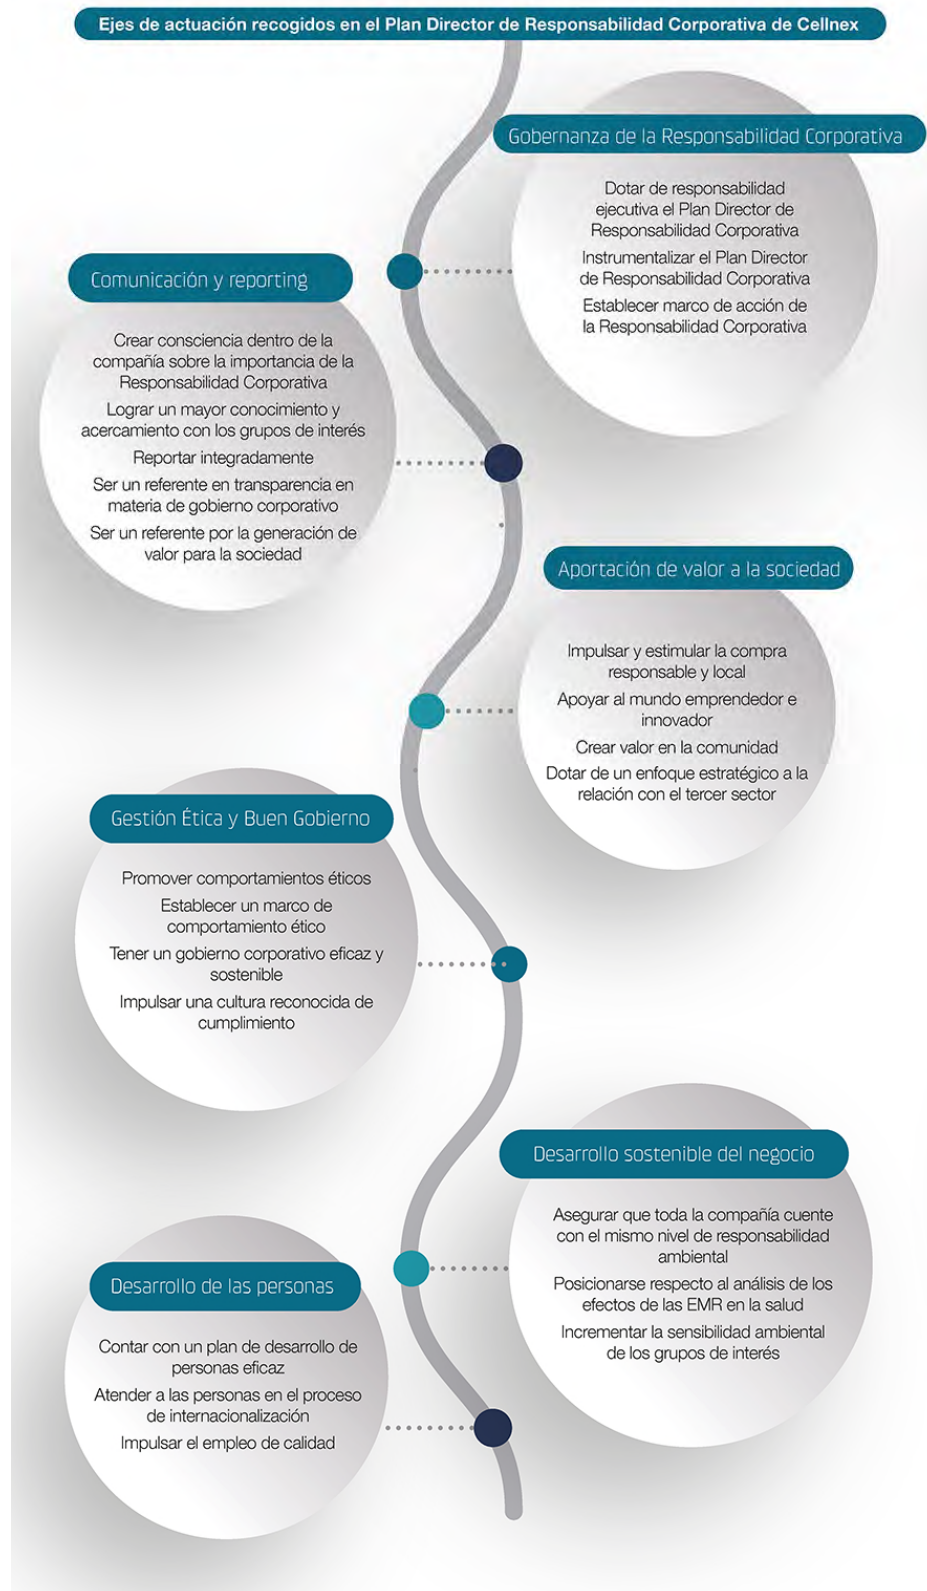 Ejes de actuación recogidos en el Plan Director de Responsabilidad Corporativa de Cellnex
Gobernanza de la Responsabilidad Corporativa
Dotar de responsabilidad
ejecutiva el Plan Director de
Responsabilidad Corporativa
Instrumentalizar el Plan Director
de Responsabilidad Corporativa
Establecer marco de acción de
la Responsabilidad Corporativa
Comunicación y reporting
Crear consciencia dentro de la
compañía sobre la importancia de la
Responsabilidad Corporativa
Lograr un mayor conocimiento y
acercamiento con los grupos de interés
Reportar integradamente
Ser un referente en transparencia en
materia de gobierno corporativo
Ser un referente por la generación de
valor para la sociedad
Aportación de valor a la sociedad
Impulsar y estimular la compra
responsable y local
Apoyar al mundo emprendedor e
innovador
Crear valor en la comunidad
Dotar de un enfoque estratégico a la
relación con el tercer sector
Gestión Ética y Buen Gobierno
Promover comportamientos éticos
Establecer un marco de
comportamiento ético
Tener un gobierno corporativo eficaz y
sostenible
Impulsar una cultura reconocida de
cumplimiento
Desarrollo sostenible del negocio
Asegurar que toda la compañía cuente
con el mismo nivel de responsabilidad
ambiental
Posicionarse respecto al análisis de los
efectos de las EMR en la salud
Incrementar la sensibilidad ambiental
de los grupos de interés
Desarrollo de las personas
Contar con un plan de desarrollo de
personas eficaz
Atender a las personas en el proceso
de internacionalización
Impulsar el empleo de calidad